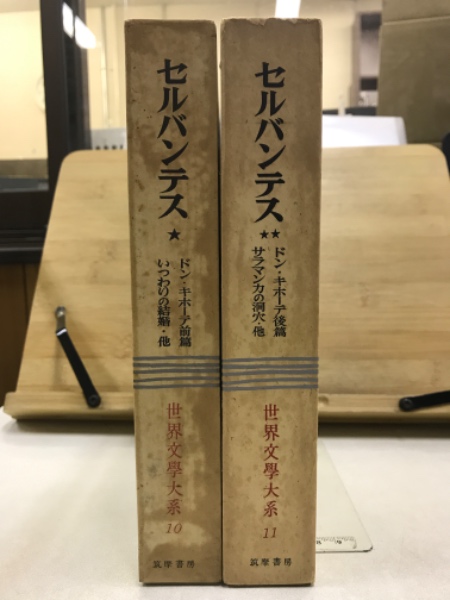 セルバンテス★
ドン・キホーテ前篇
いつわりの結婚・他
世界文學大系
10
筑摩書房
セルバンテス★★
ドン・キホーテ後篇
サラマンカの洞穴・他
世界文學大系
11
筑摩書房